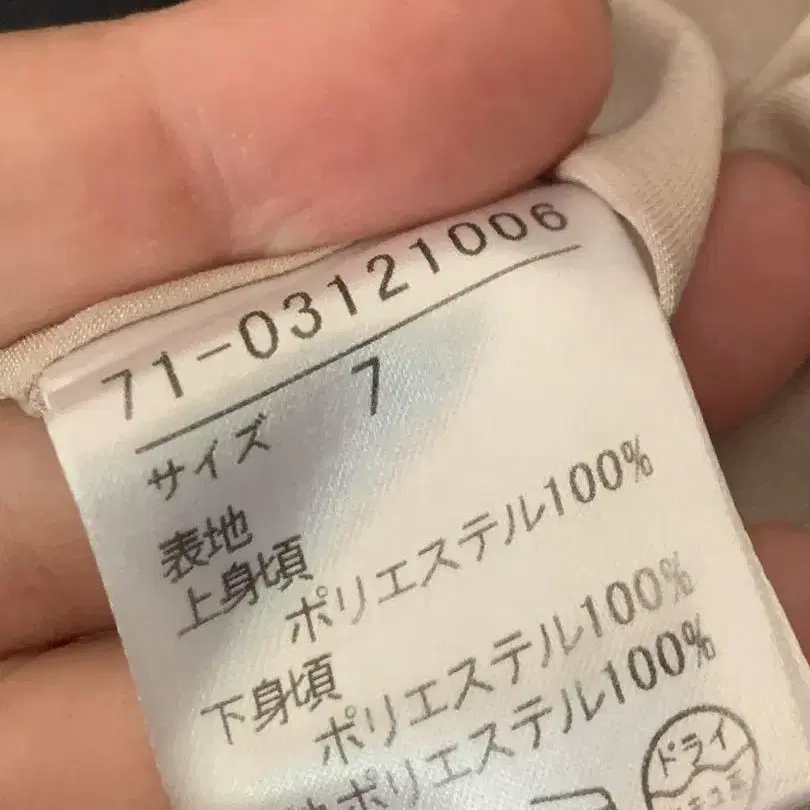 71-03121006
サイズ 7
表地
上身頃
ポリエステル100%
下身頃
ポリエステル100%
地ポリエステル100%
ドライ